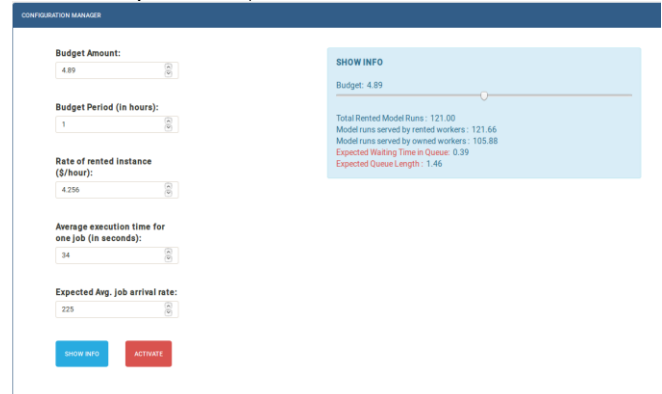 CONFIGURATION MANAGER
Budget Amount:
4.89
Budget Period (in hours):
1
Rate of rented instance
($/hour):
4.256
Average execution time for
one job (in seconds):
34
Expected Avg. job arrival rate:
225
SHOW INFO
ACTIVATE
SHOW INFO
Budget: 4.89
Total Rented Model Runs : 121.00
Model runs served by rented workers : 121.66
Model runs served by owned workers : 105.88
Expected Waiting Time in Queue: 0.39
Expected Queue Length : 1.46